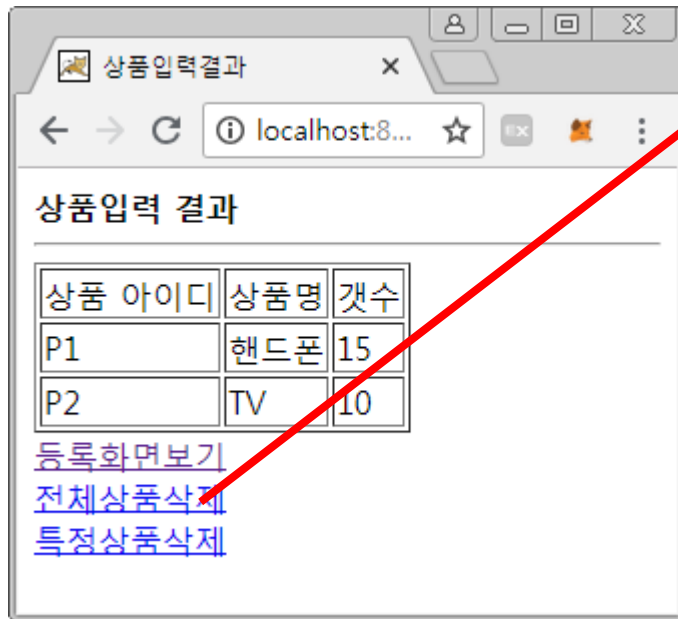 상품입력결과
localhost:8...
상품입력 결과
상품 아이디 상품명 갯수
P1 핸드폰 15
P2 TV 10
등록화면보기
전체상품삭제
특정상품삭제